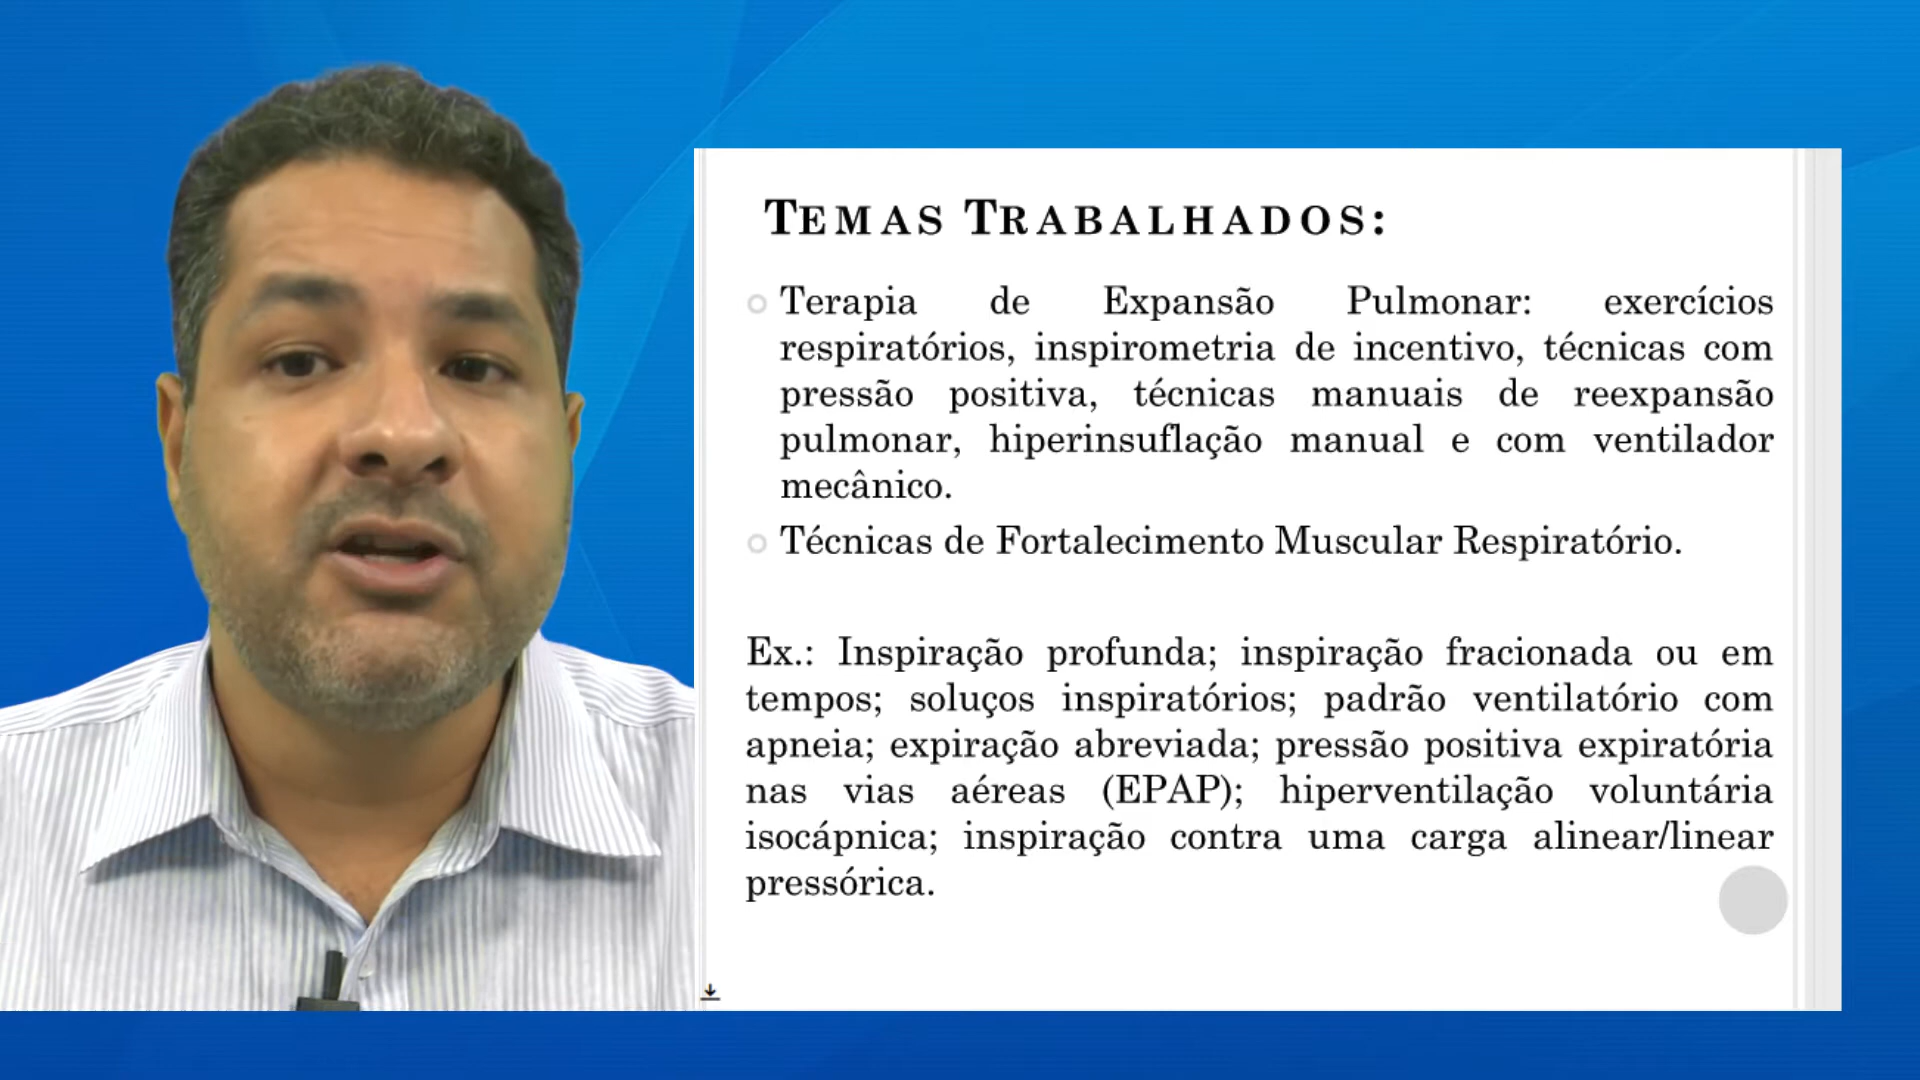 TEMAS TRABALHADOS:
Terapia de Expansão Pulmonar: exercícios
respiratórios, inspirometria de incentivo, técnicas com
pressão positiva, técnicas manuais de reexpansão
pulmonar, hiperinsuflação manual e com ventilador
mecânico.
Técnicas de Fortalecimento Muscular Respiratório.
Ex.: Inspiração profunda; inspiração fracionada ou em
tempos; soluços inspiratórios; padrão ventilatório com
apneia; expiração abreviada; pressão positiva expiratória
nas vias aéreas (EPAP); hiperventilação voluntária
isocápnica; inspiração contra uma carga alinear/linear
pressórica.